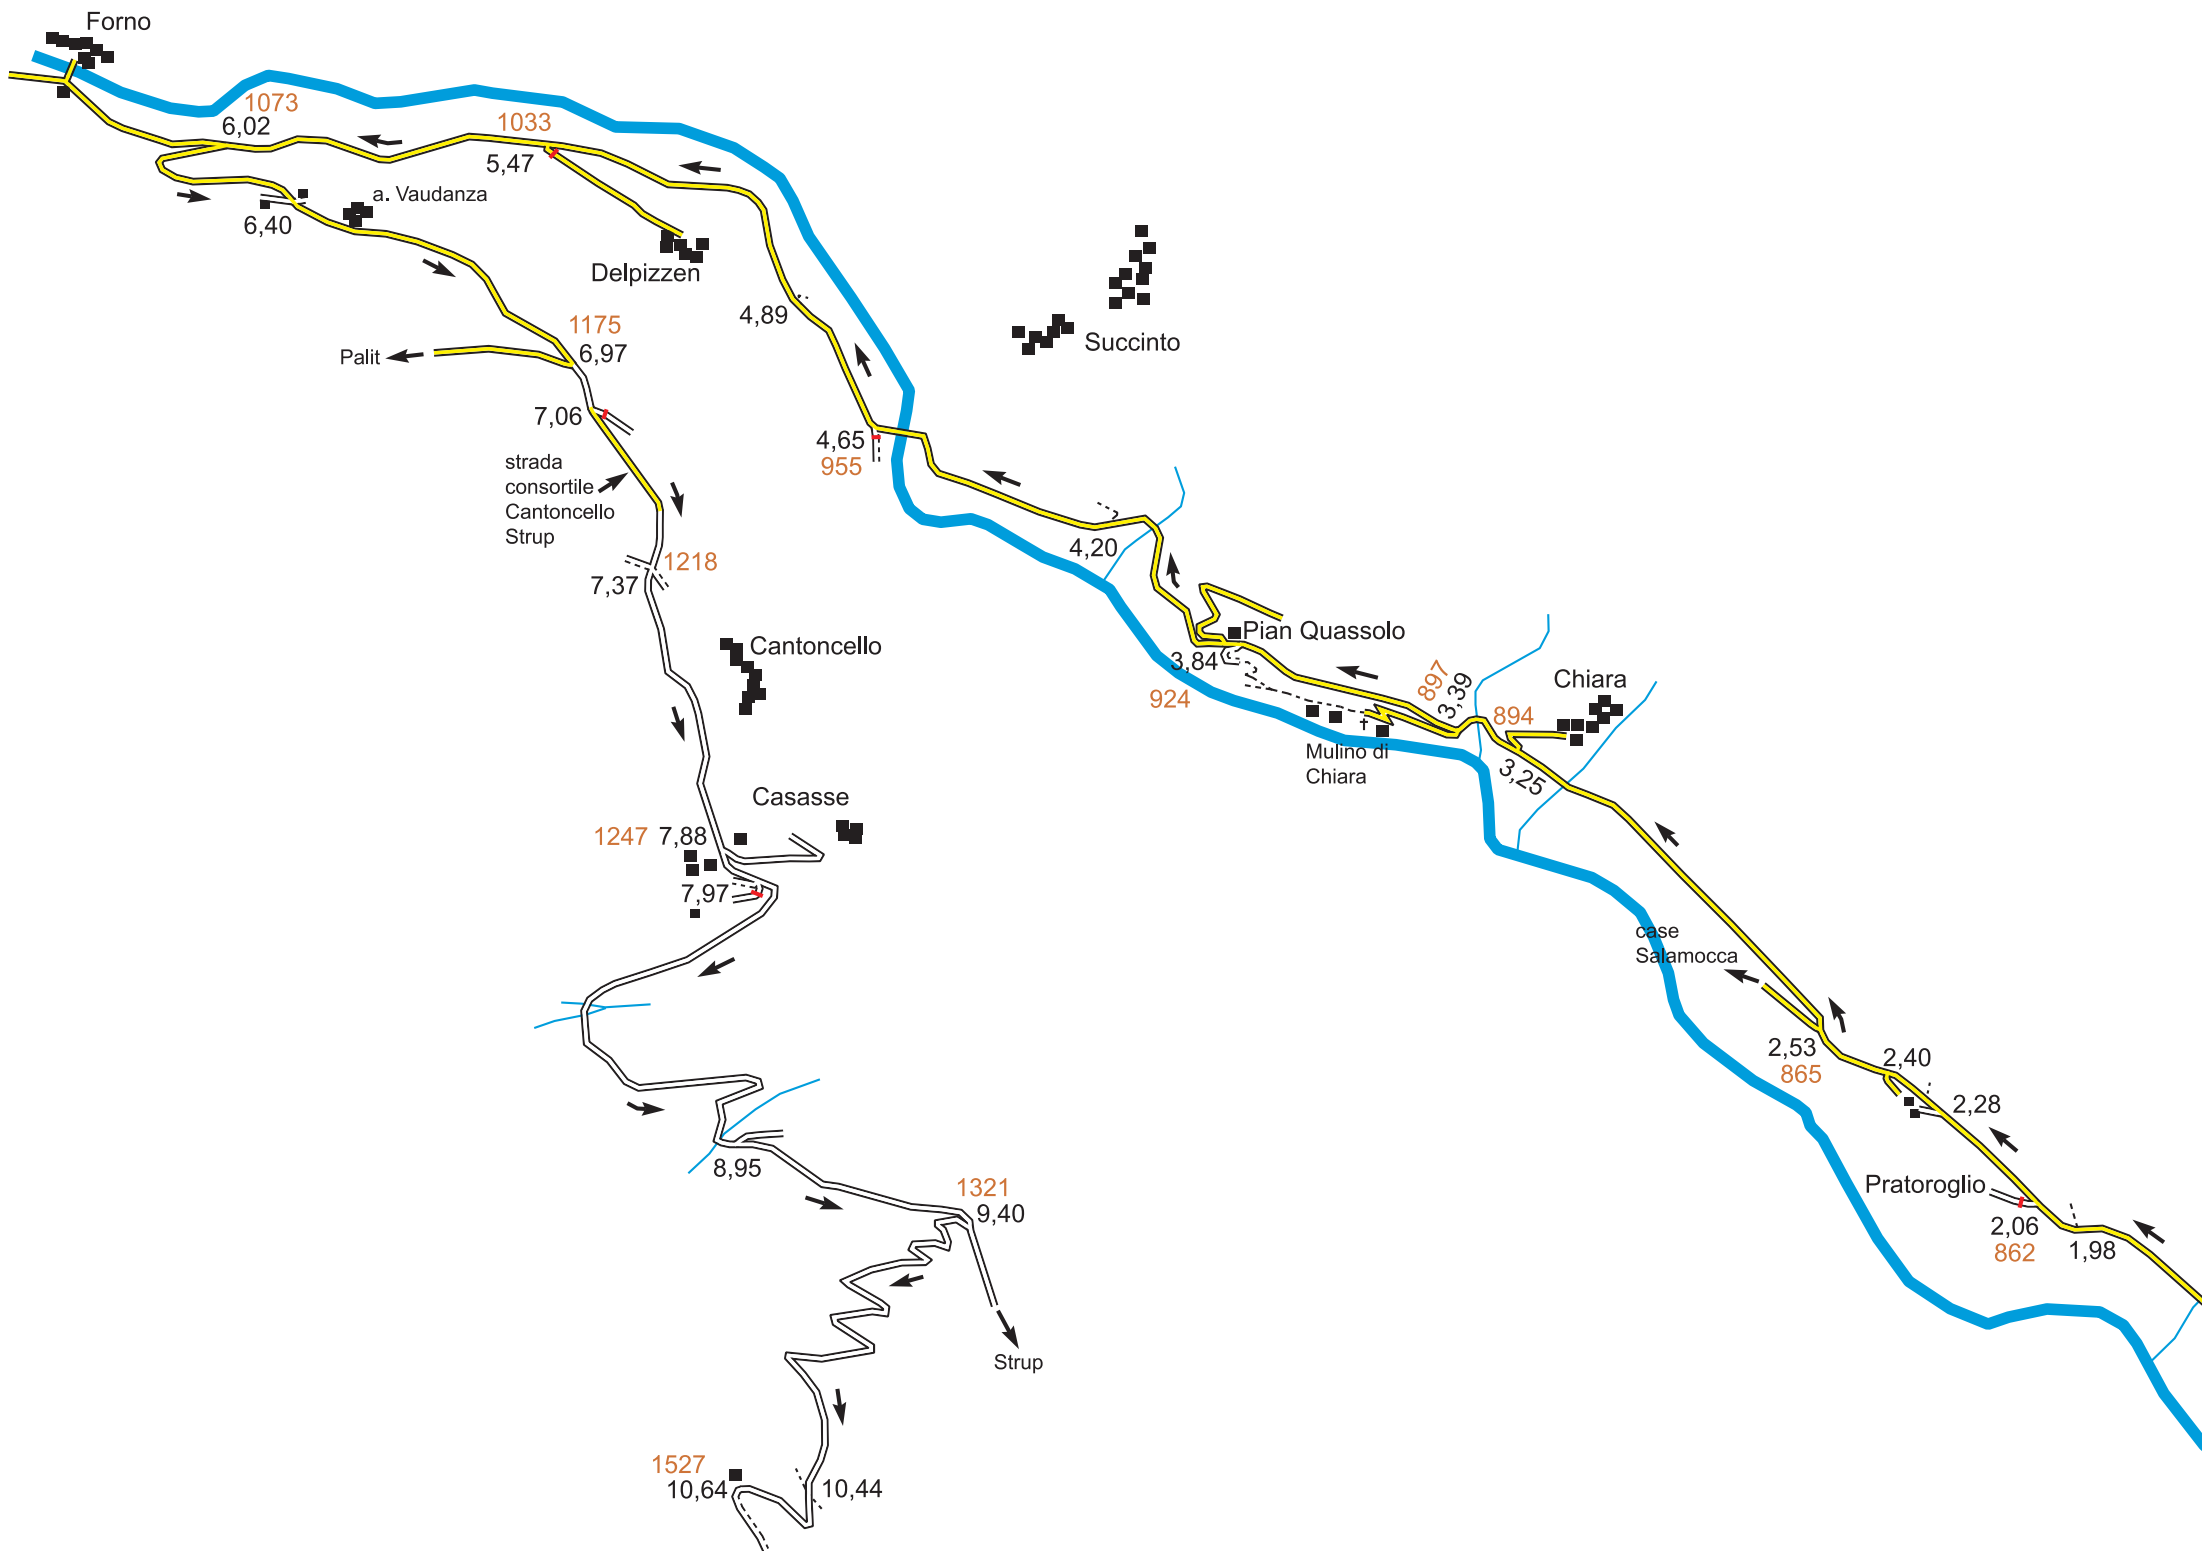 Forno
1073
6,02
1033
5,47
a. Vaudanza
6,40
Delpizzen
4,89
1175
6,97
Palit
Succinto
7,06
4,65
955
strada
consortile
Cantoncello
Strup
1218
7,37
4,20
Cantoncello
Pian Quassolo
3,84
924
897
3,39
894
Chiara
Mulino di
Chiara
3,25
Casasse
1247
7,88
7,97
case
Salamocca
2,53
865
2,40
2,28
8,95
Pratoroglio
2,06
862
1,98
1321
9,40
Strup
1527
10,64
10,44